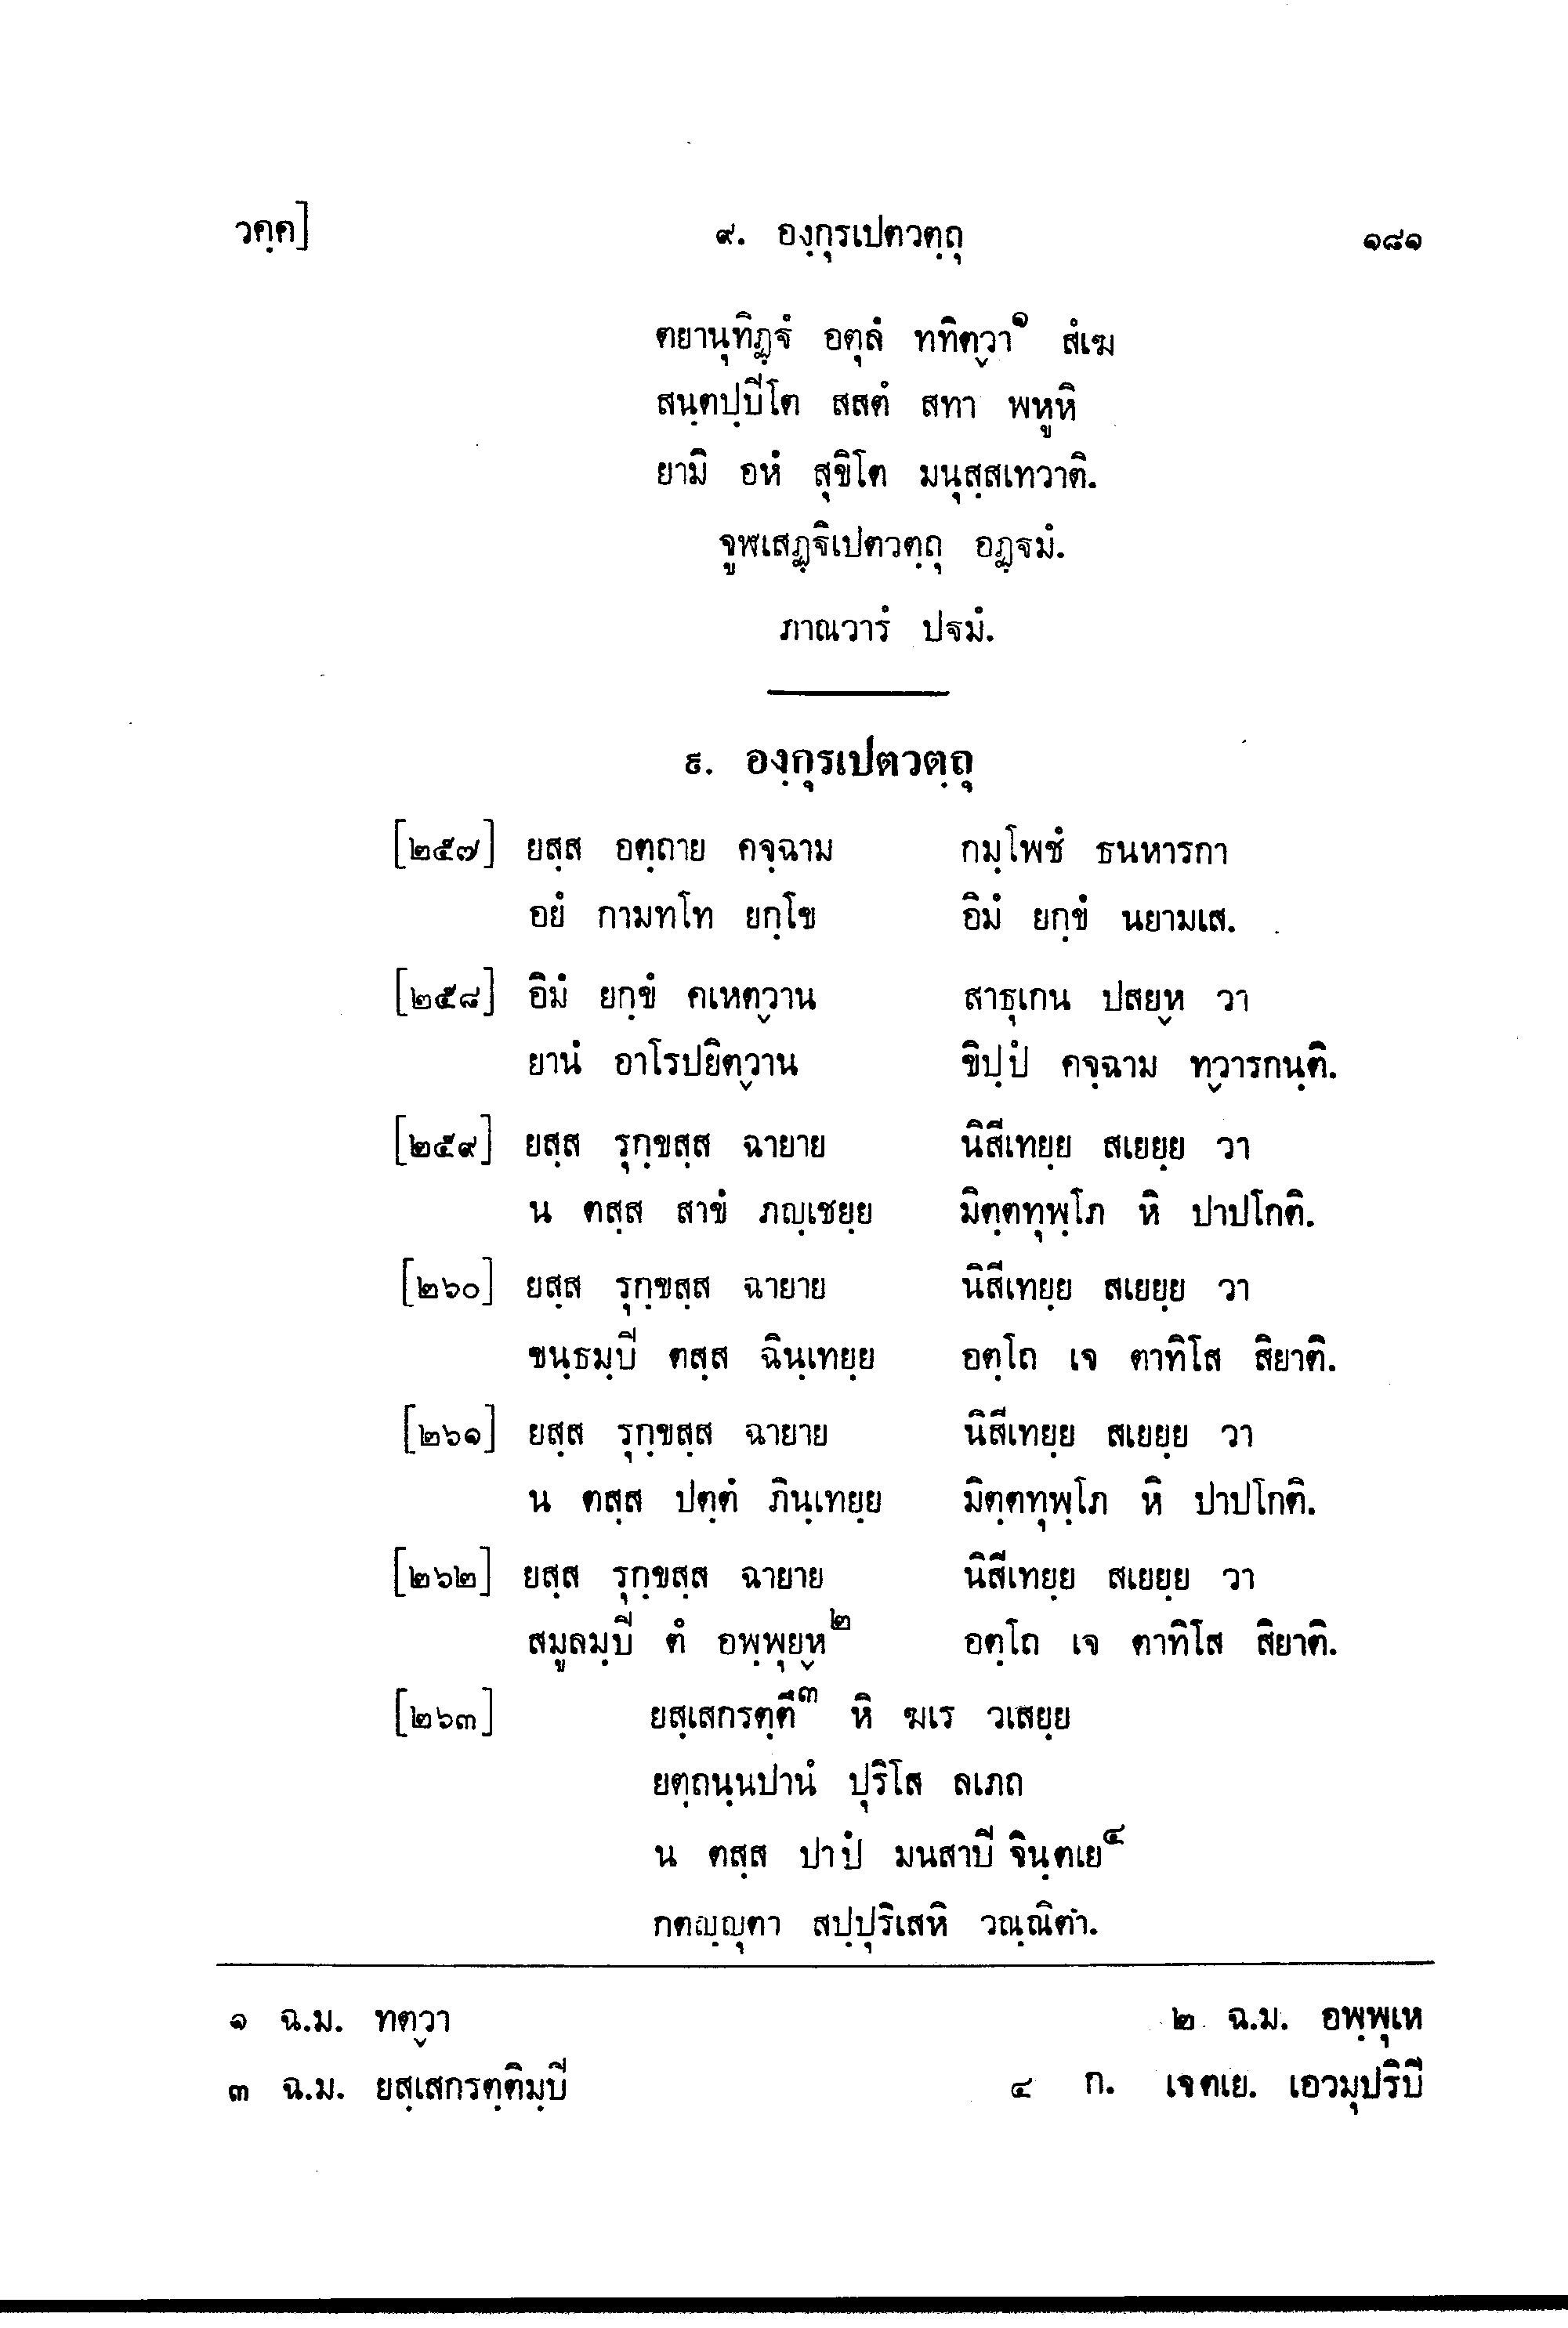 วคฺค] ๙. องฺกุรเปตวตฺถุ ๑๘๑
ตยานุทิฏฺฐํ อตุลํ ททิตฺวา๑ สํเฆ
สนฺตปฺปิโต สสตํ สทา พหูหิ
ยามิ อหํ สุขิโต มนุสฺสเทวาติ.
จูฬเสฏฺฐิเปตวตฺถุ อฏฺฐมํ.
ภาณวารํ ปฐมํ.
๙. องฺกุรเปตวตฺถุ
[๒๕๗] ยสฺส อตฺถาย คจฺฉาม กมฺโพชํ ธนหารกา
อยํ กามทโท ยกฺโข อิมํ ยกฺขํ นยามเส.
[๒๕๘] อิมํ ยกฺขํ คเหตฺวาน สาธุเกน ปสยฺห วา
ยานํ อาโรปยิตฺวาน ขิปฺปํ คจฺฉาม ทฺวารกนฺติ.
[๒๕๙] ยสฺส รุกฺขสฺส ฉายาย นิสีเทยฺย สเยยฺย วา
น ตสฺส สาขํ ภญฺเชยฺย มิตฺตทุพฺโภ หิ ปาปโกติ.
[๒๖๐] ยสฺส รุกฺขสฺส ฉายาย นิสีเทยฺย สเยยฺย วา
ขนฺธมฺปิ ตสฺส ฉินฺเทยฺย อตฺโถ เจ ตาทิโส สิยาติ.
[๒๖๑] ยสฺส รุกฺขสฺส ฉายาย นิสีเทยฺย สเยยฺย วา
น ตสฺส ปตฺตํ ภินฺเทยฺย มิตฺตทุพฺโภ หิ ปาปโกติ.
[๒๖๒] ยสฺส รุกฺขสฺส ฉายาย นิสีเทยฺย สเยยฺย วา
สมูลมฺปิ ตํ อพฺพุยฺห๒ อตฺโถ เจ ตาทิโส สิยาติ.
[๒๖๓] ยสฺเสกรตฺตึ๓ หิ ฆเร วเสยฺย
ยตฺถนฺนปานํ ปุริโส ลเภถ
น ตสฺส ปาปํ มนสาปิ จินฺตเย๔
กตญฺญุตา สปฺปุริเสหิ วณฺณิตา.
๑ ฉ.ม. ทตฺวา ๒ ฉ.ม. อพฺพุเห
๓ ฉ.ม. ยสฺเสกรตฺติมฺปิ ๔ ก. เจตเย. เอวมุปริปิ